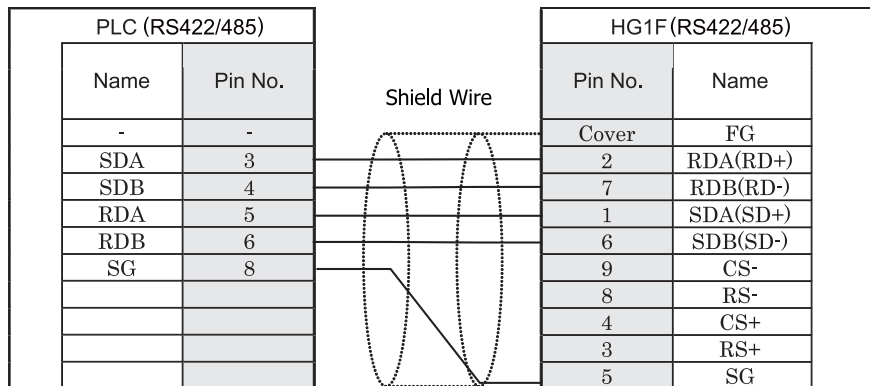 PLC (RS422/485) HG1F (RS422/485)
Name Pin No. Shield Wire Pin No. Name
- - Cover FG
SDA 3 2 RDA(RD+)
SDB 4 7 RDB(RD-)
RDA 5 1 SDA(SD+)
RDB 6 6 SDB(SD-)
SG 8 9 CS-
8 RS-
4 CS+
3 RS+
5 SG